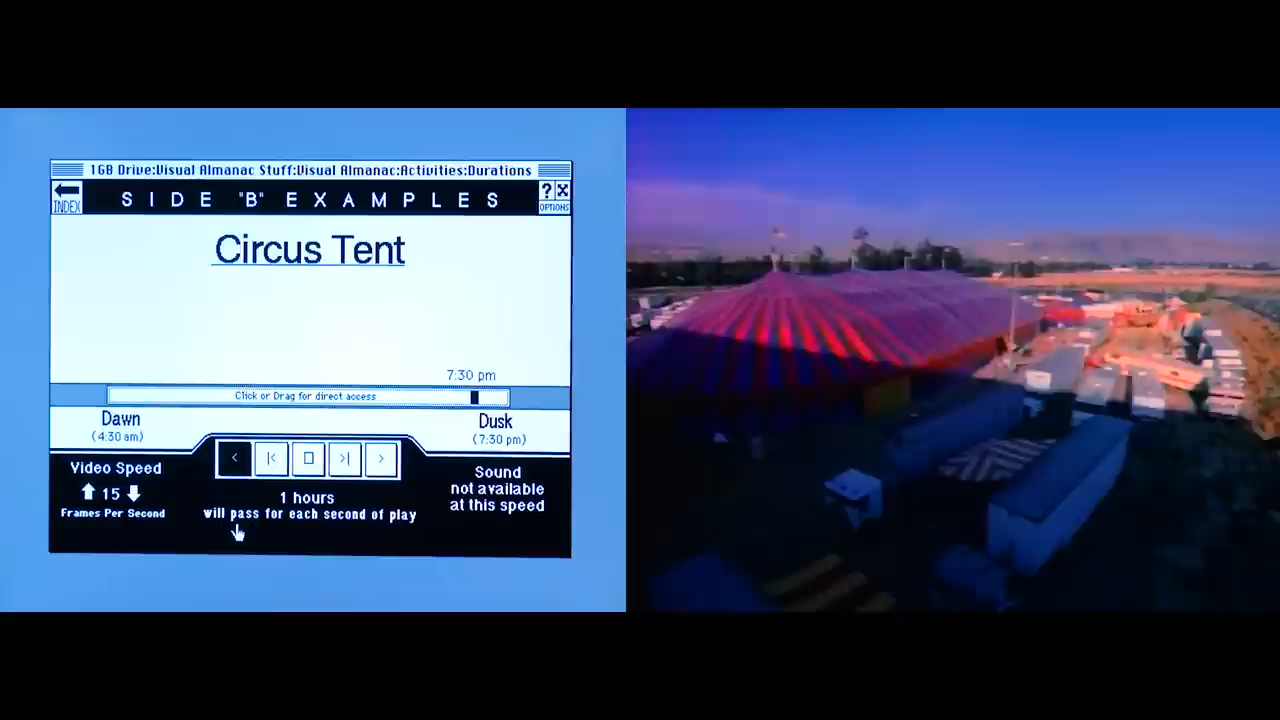 1GB Drive:Visual Almanac Stuff:Visual Almanac:Activities:Durations
INDEX
SIDE "B" EXAMPLES
? X
OPTIONS
Circus Tent
7:30 pm
Click or Drag for direct access
Dawn
(4:30 am)
Dusk
(7:30 pm)
< |< >| >
Video Speed
15
Frames Per Second
1 hours
will pass for each second of play
Sound
not available
at this speed